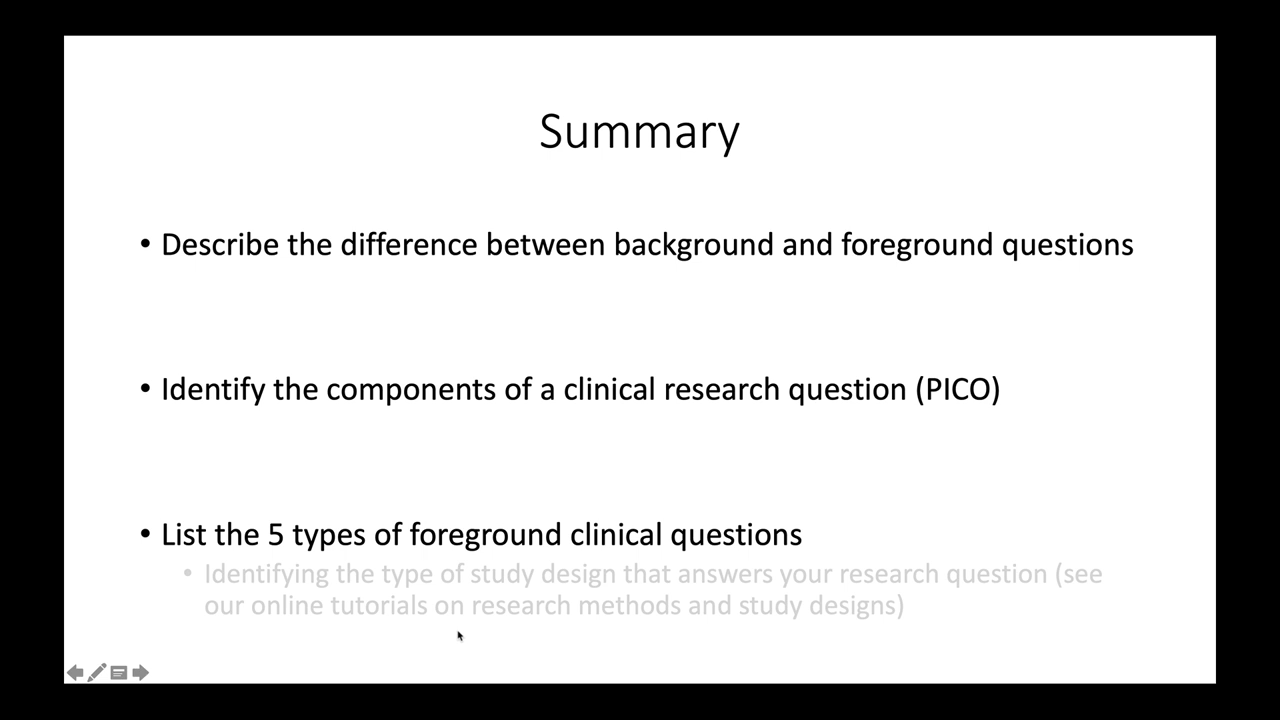 Summary
• Describe the difference between background and foreground questions
• Identify the components of a clinical research question (PICO)
• List the 5 types of foreground clinical questions
• Identifying the type of study design that answers your research question (see
our online tutorials on research methods and study designs)